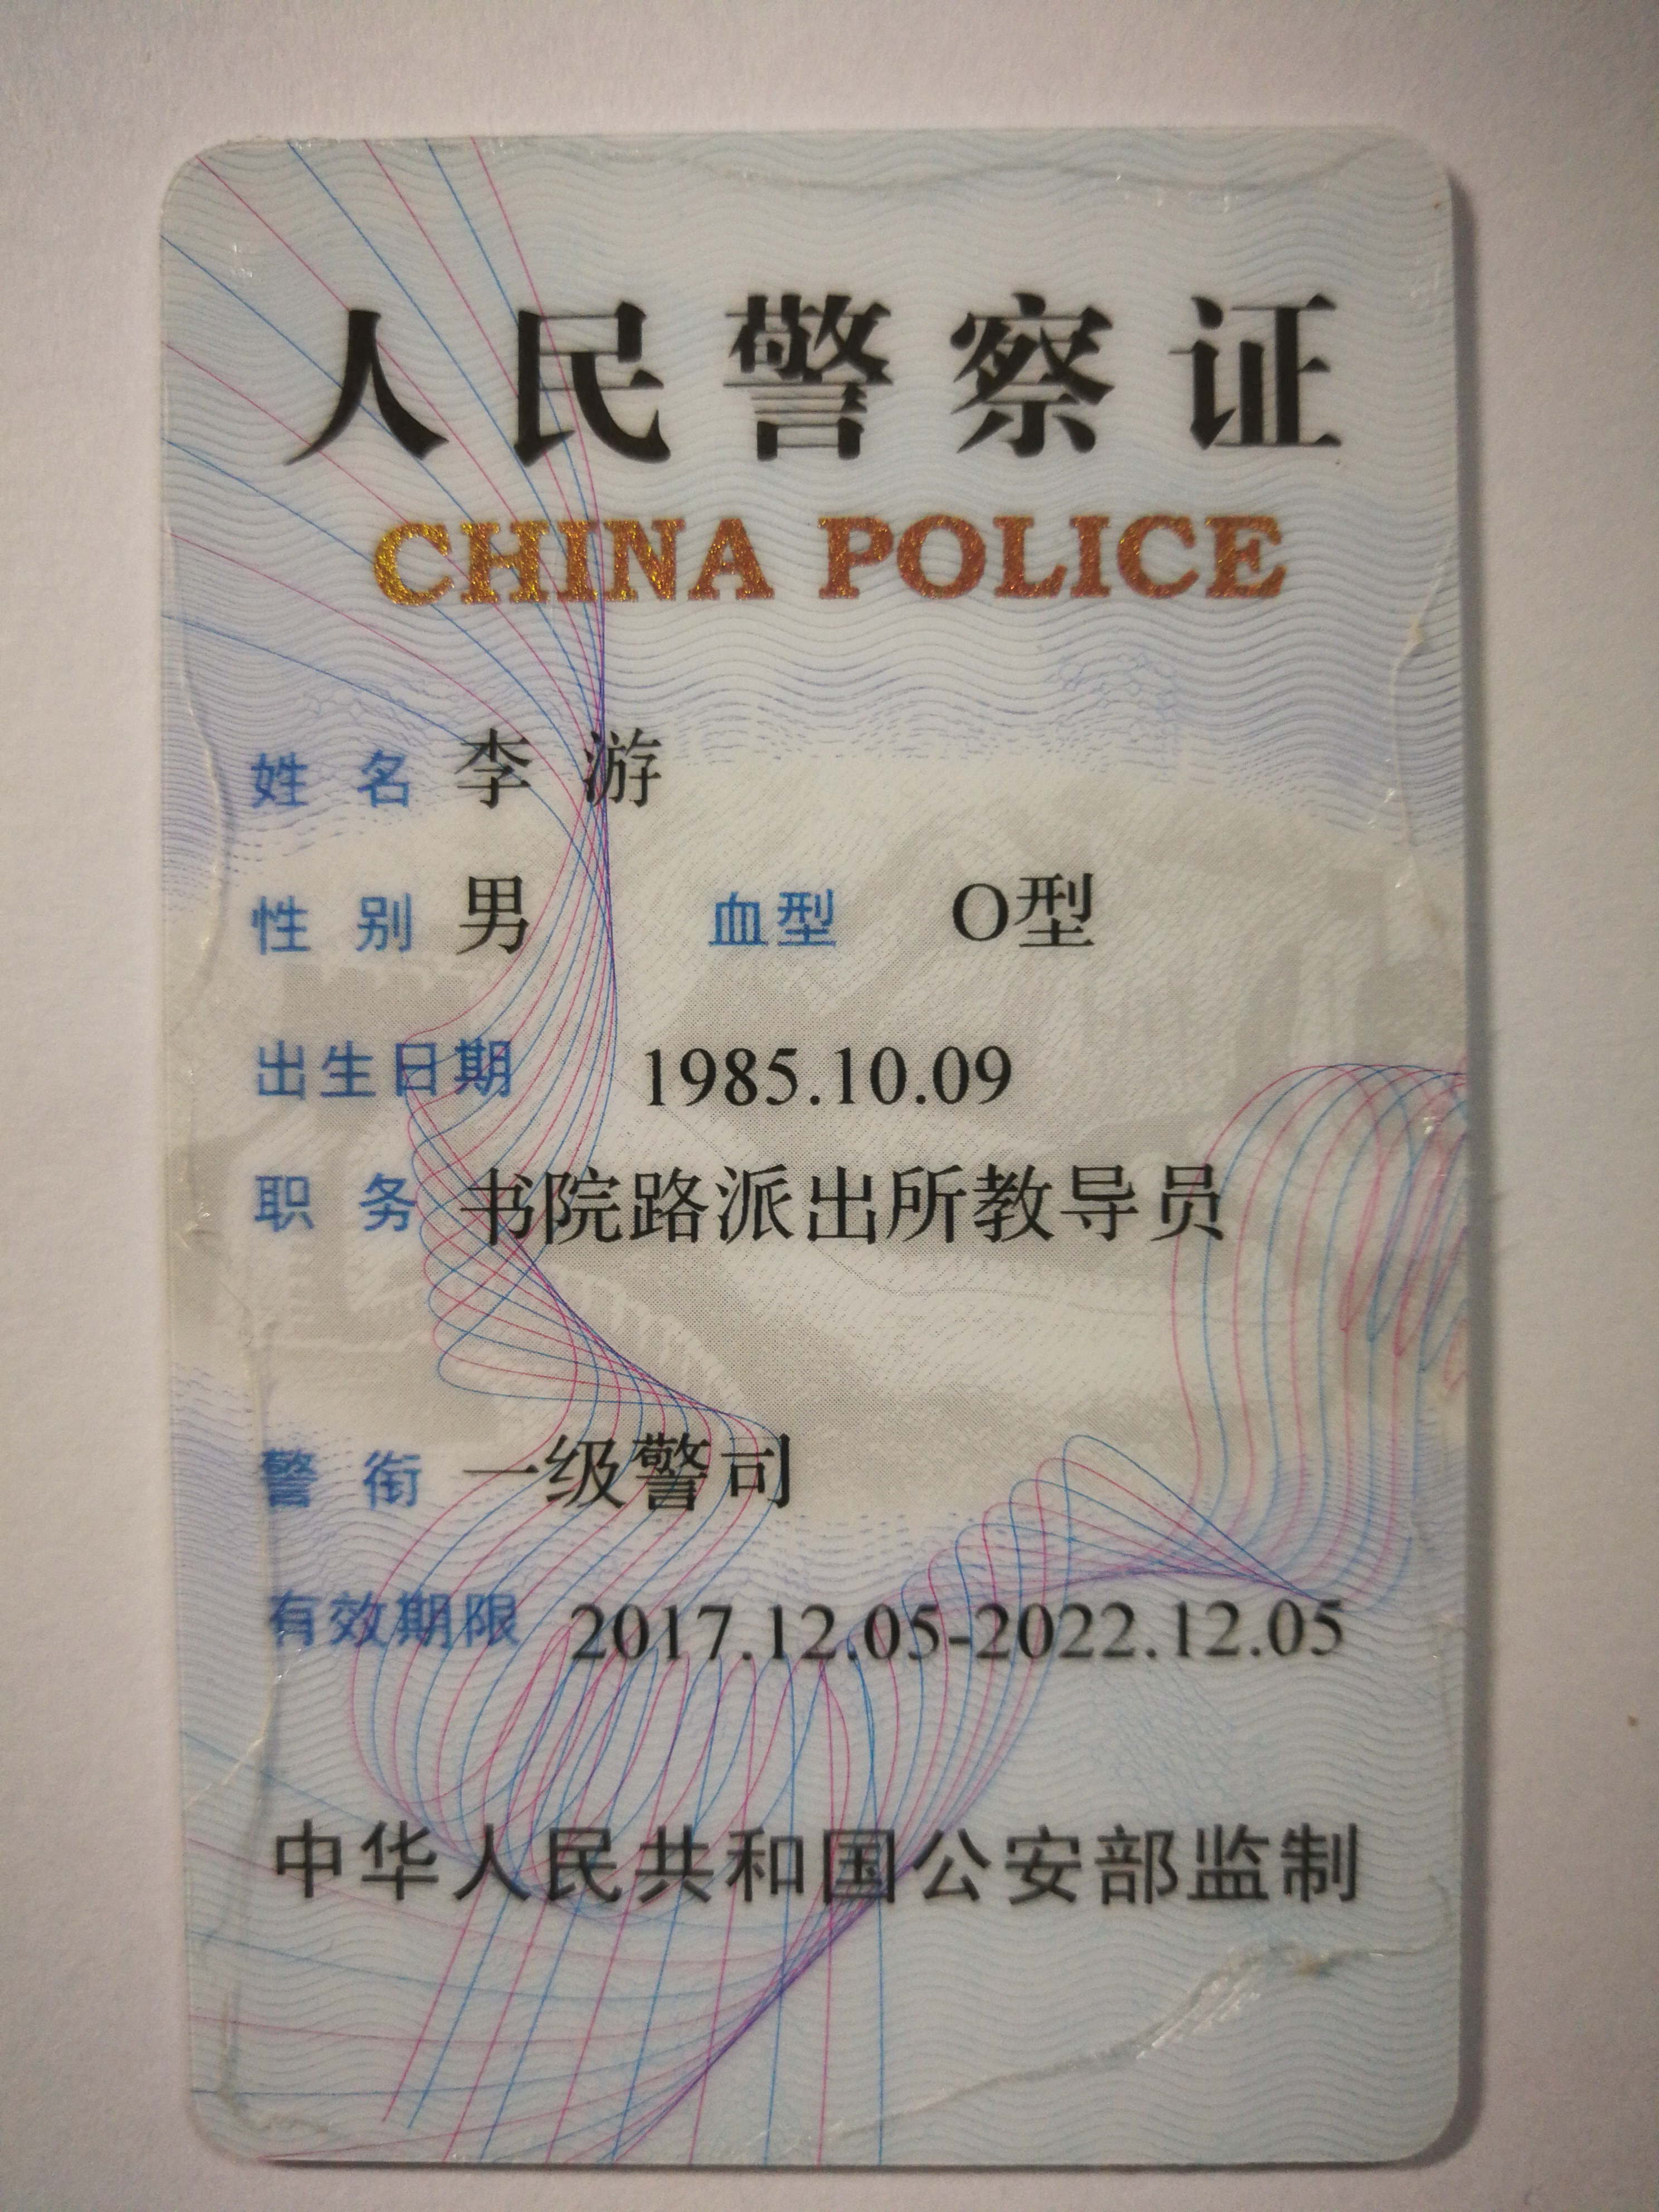 人民警察证
CHINA POLICE
姓名 李游
性别 男 血型 O型
出生日期 1985.10.09
职务 书院路派出所教导员
警衔 一级警司
有效期限 2017.12.05-2022.12.05
中华人民共和国公安部监制